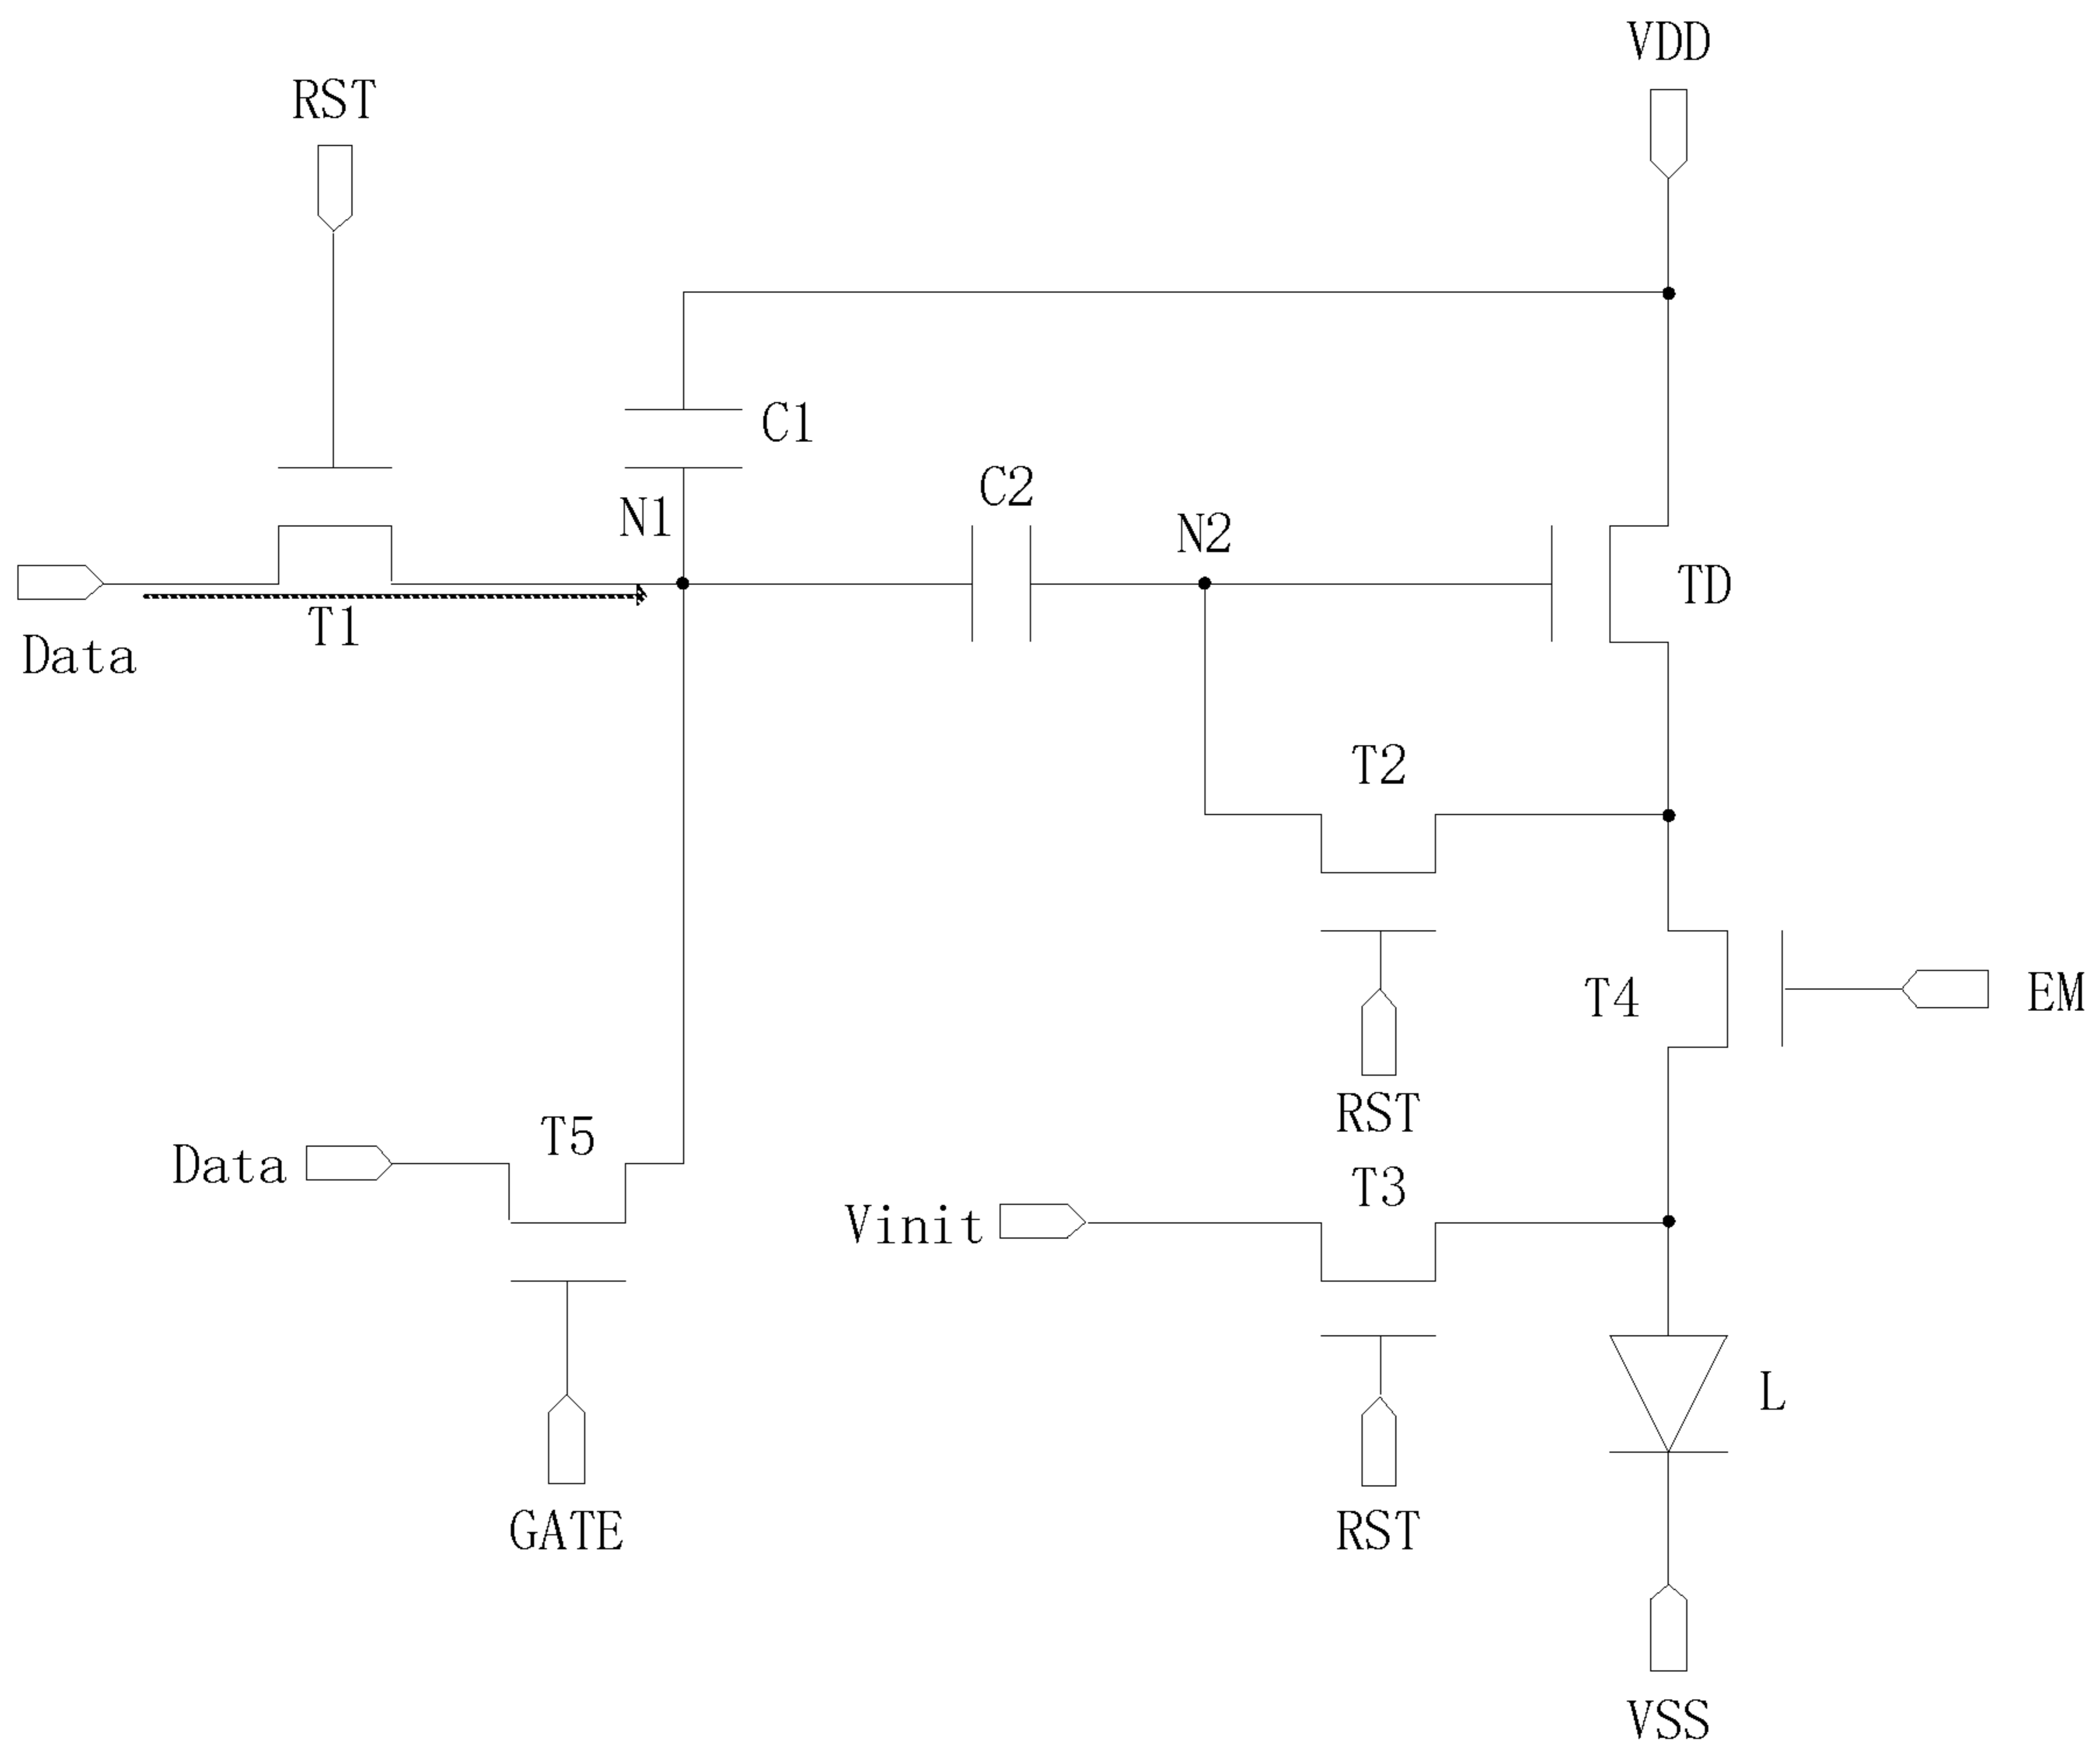 VDD
RST
C1
C2
N1
N2
TD
T1
Data
T2
T4
EM
RST
T5
Data
T3
Vinit
L
GATE
RST
VSS